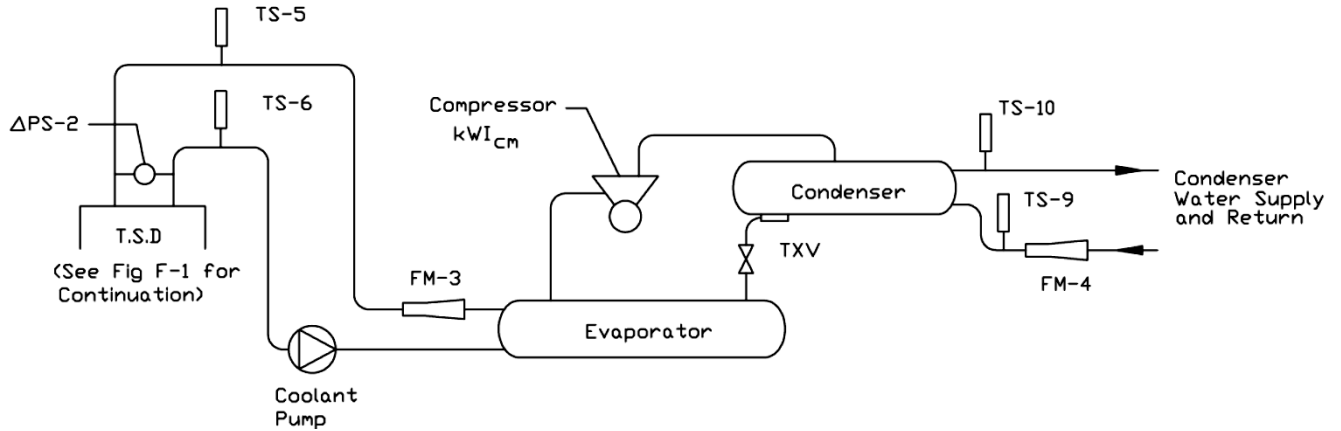 TS-5
TS-6
ΔPS-2
T.S.D
(See Fig F-1 for
Continuation)
Coolant
Pump
FM-3
Compressor
kWI_CM
Evaporator
TXV
Condenser
TS-10
TS-9
FM-4
Condenser
Water Supply
and Return